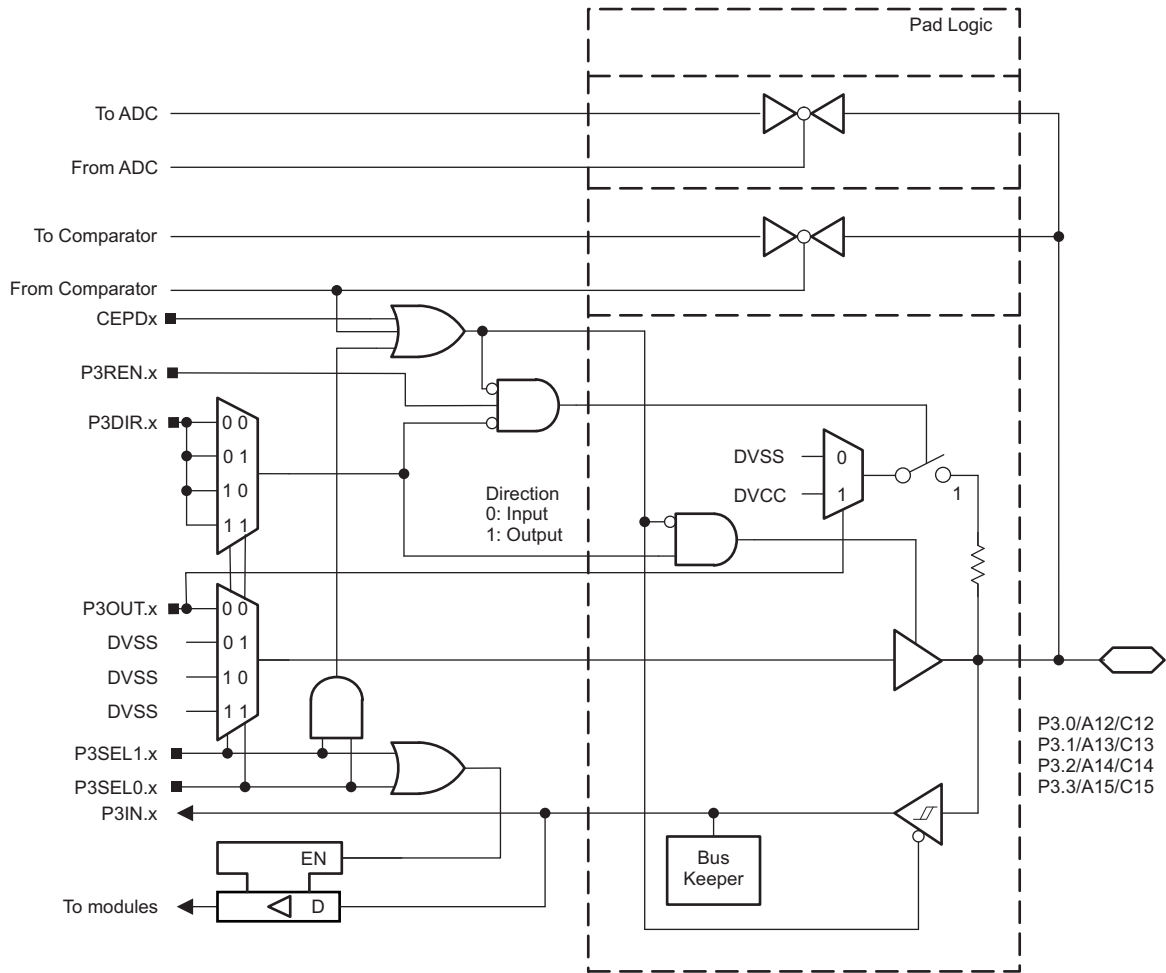 Pad Logic
To ADC
From ADC
To Comparator
From Comparator
CEPDx
P3REN.x
P3DIR.x
0 0
0 1
1 0
1 1
Direction
0: Input
1: Output
DVSS
DVCC
0
1
1
P3OUT.x
DVSS
DVSS
DVSS
0 0
0 1
1 0
1 1
P3SEL1.x
P3SEL0.x
P3IN.x
P3.0/A12/C12
P3.1/A13/C13
P3.2/A14/C14
P3.3/A15/C15
Bus
Keeper
EN
D
To modules